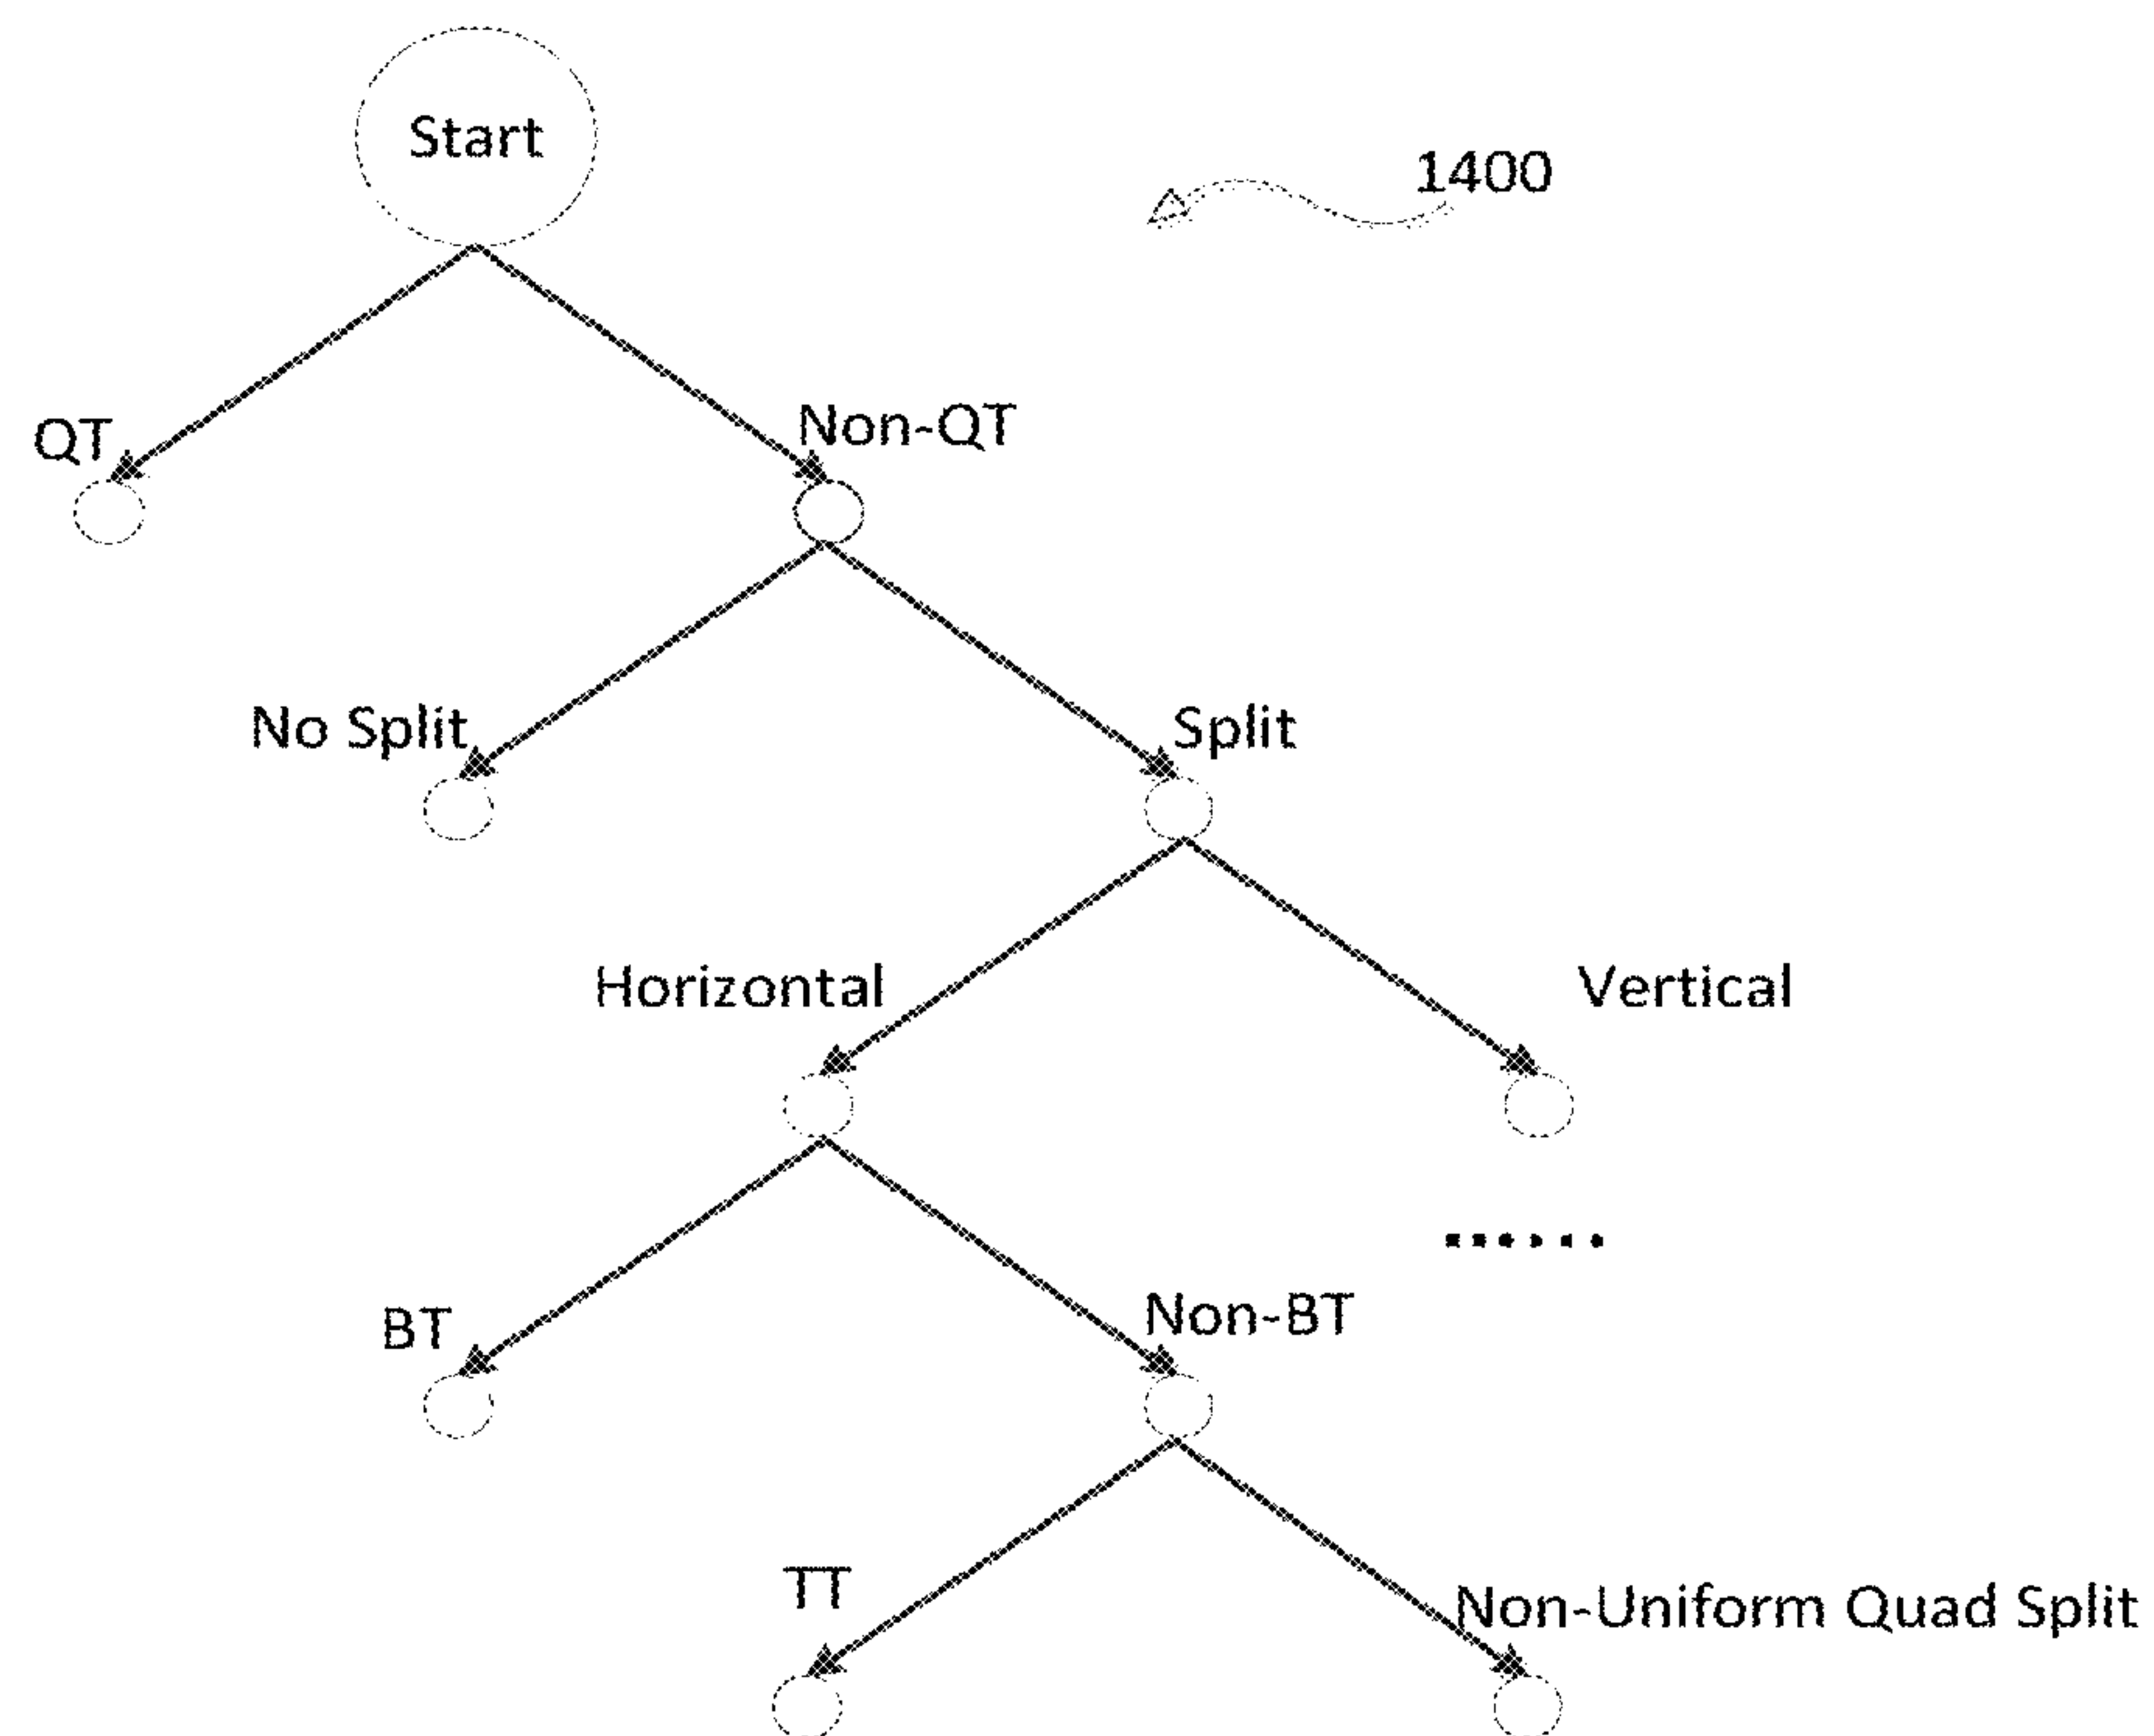 Start
1400
QT
Non-QT
No Split
Split
Horizontal
Vertical
BT
Non-BT
TT
Non-Uniform Quad Split